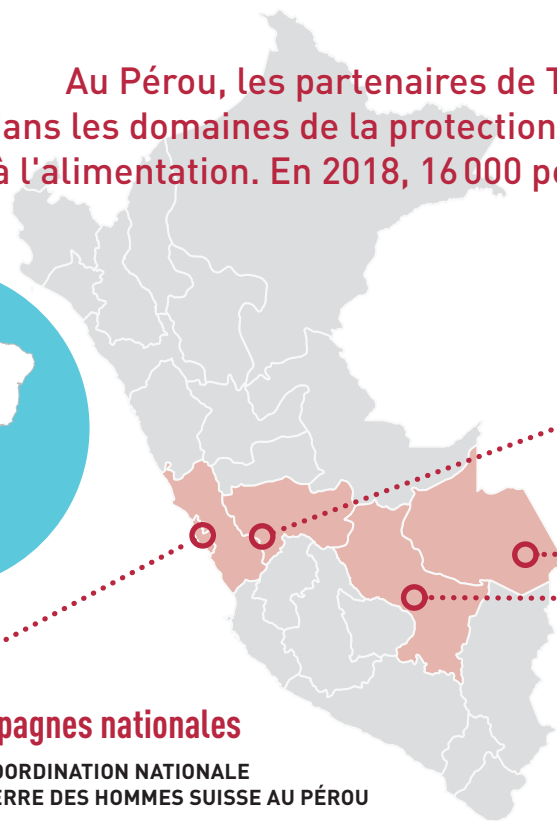 Au Pérou, les partenaires de T
ans les domaines de la protection
à l'alimentation. En 2018, 16 000 pe
pagnes nationales
OORDINATION NATIONALE
ERRE DES HOMMES SUISSE AU PÉROU